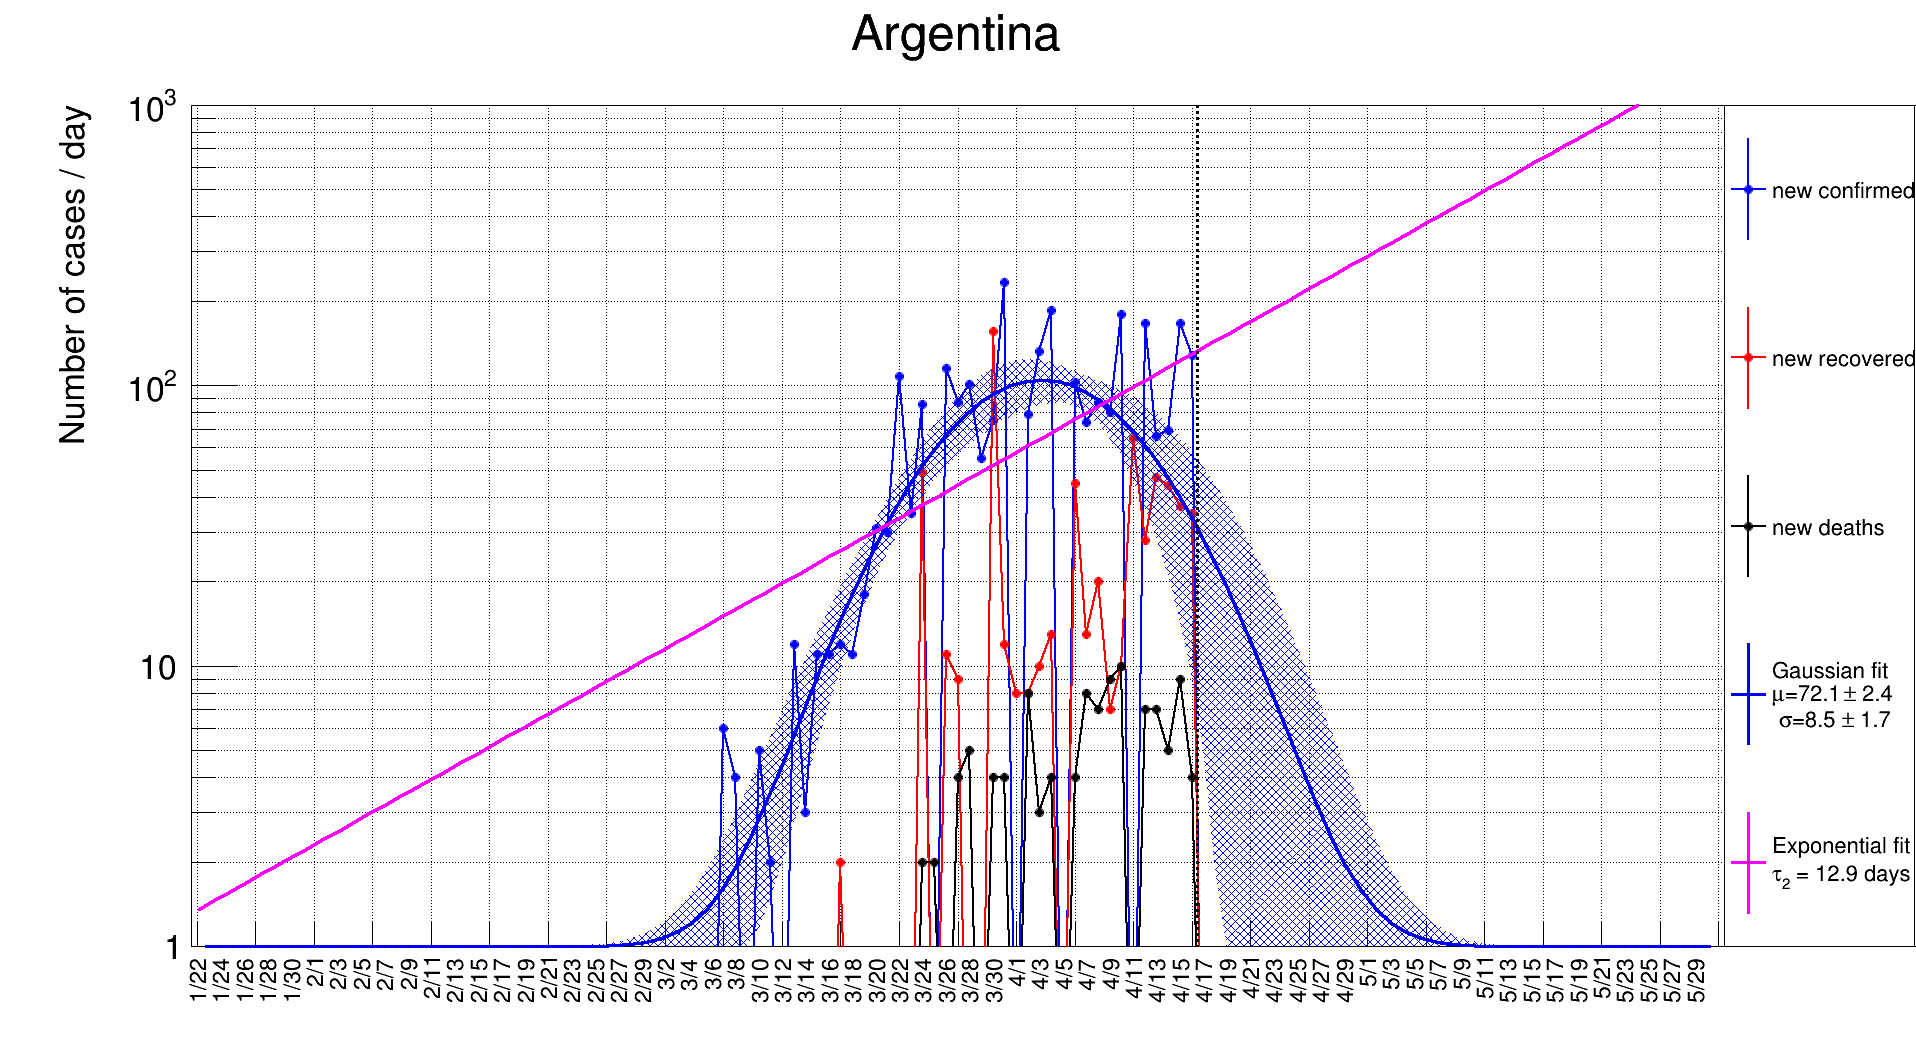 Argentina
Number of cases / day
10³
10²
10
1
1/22 1/24 1/26 1/28 1/30 2/1 2/3 2/5 2/7 2/9 2/11 2/13 2/15 2/17 2/19 2/21 2/23 2/25 2/27 2/29 3/2 3/4 3/6 3/8 3/10 3/12 3/14 3/16 3/18 3/20 3/22 3/24 3/26 3/28 3/30 4/1 4/3 4/5 4/7 4/9 4/11 4/13 4/15 4/17 4/19 4/21 4/23 4/25 4/27 4/29 5/1 5/3 5/5 5/7 5/9 5/11 5/13 5/15 5/17 5/19 5/21 5/23 5/25 5/27 5/29
new confirmed
new recovered
new deaths
Gaussian fit
μ=72.1 ± 2.4
σ=8.5 ± 1.7
Exponential fit
τ₂ = 12.9 days